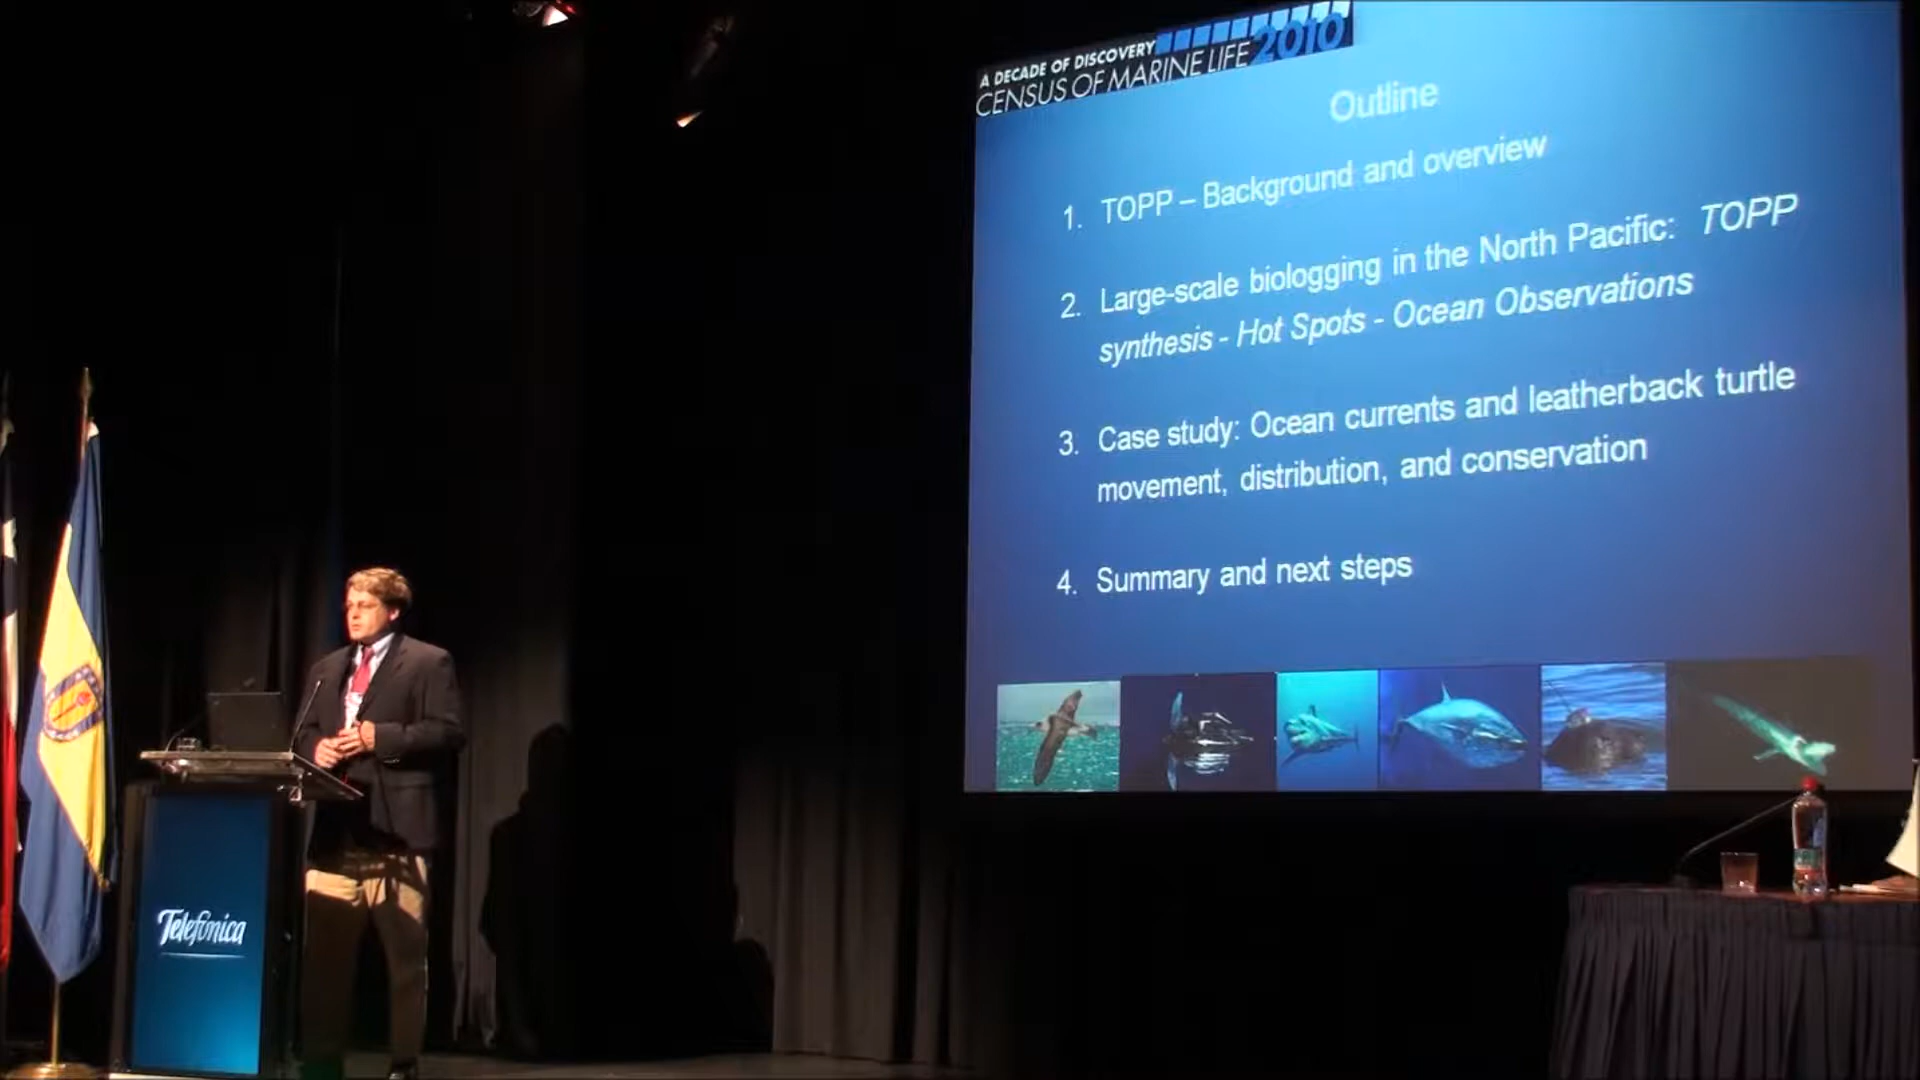 A DECADE OF DISCOVERY
CENSUS OF MARINE LIFE 2010
Outline
1. TOPP – Background and overview
2. Large-scale biologging in the North Pacific: TOPP
synthesis - Hot Spots - Ocean Observations
3. Case study: Ocean currents and leatherback turtle
movement, distribution, and conservation
4. Summary and next steps
Telefónica